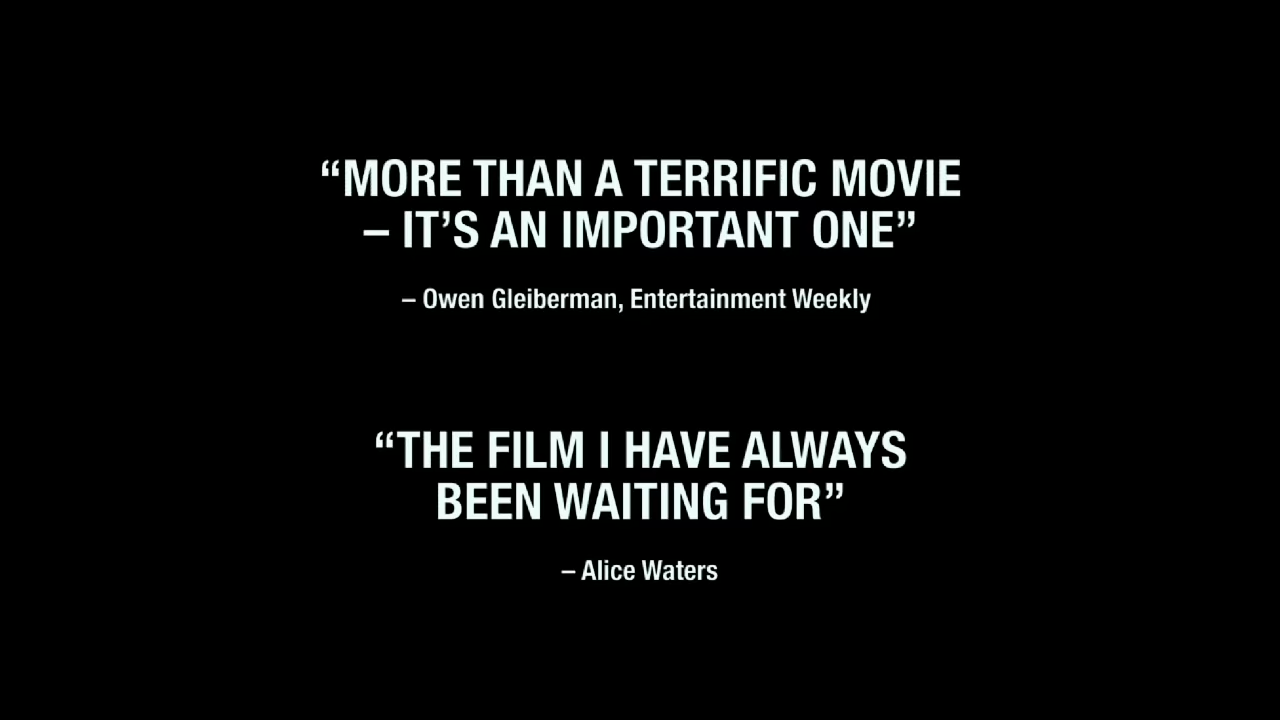 “MORE THAN A TERRIFIC MOVIE
– IT’S AN IMPORTANT ONE”
– Owen Gleiberman, Entertainment Weekly
“THE FILM I HAVE ALWAYS
BEEN WAITING FOR”
– Alice Waters